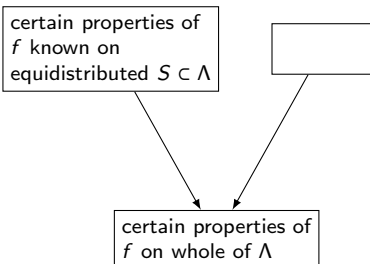 certain properties of
f known on
equidistributed S ⊂ Λ
certain properties of
f on whole of Λ